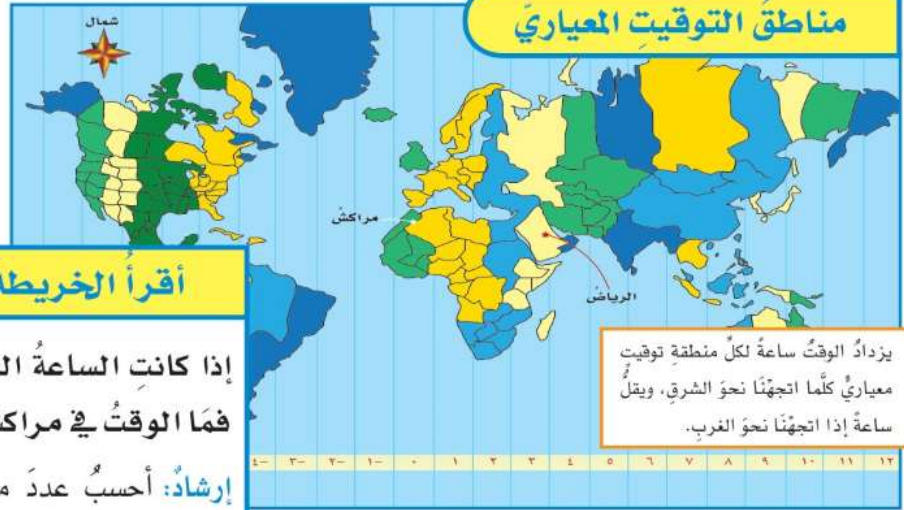 مناطقُ التوقيتِ المعياريّ
شمال
مراكش
الرياض
أقرأُ الخريطة
إذا كانتِ الساعةُ
فمَا الوقتُ في
إرشادٌ: أحسبُ عددَ
يزدادُ الوقتُ ساعةً لكلِّ منطقةِ توقيتٍ
معياريٍّ كلَّما اتجهْنَا نحوَ الشرقِ، ويقلُّ
ساعةً إذا اتجهْنَا نحوَ الغربِ.
٤− ٣− ٢− ١− ٠ ١ ٢ ٣ ٤ ٥ ٦ ٧ ٨ ٩ ١٠ ١١ ١٢